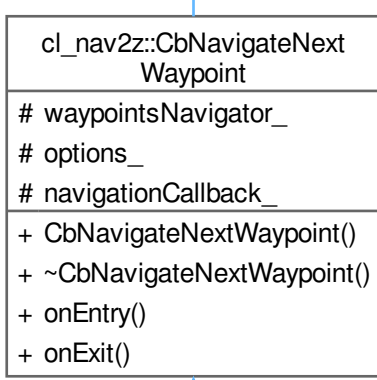 cl_nav2z::CbNavigateNext
Waypoint
# waypointsNavigator_
# options_
# navigationCallback_
+ CbNavigateNextWaypoint()
+ ~CbNavigateNextWaypoint()
+ onEntry()
+ onExit()